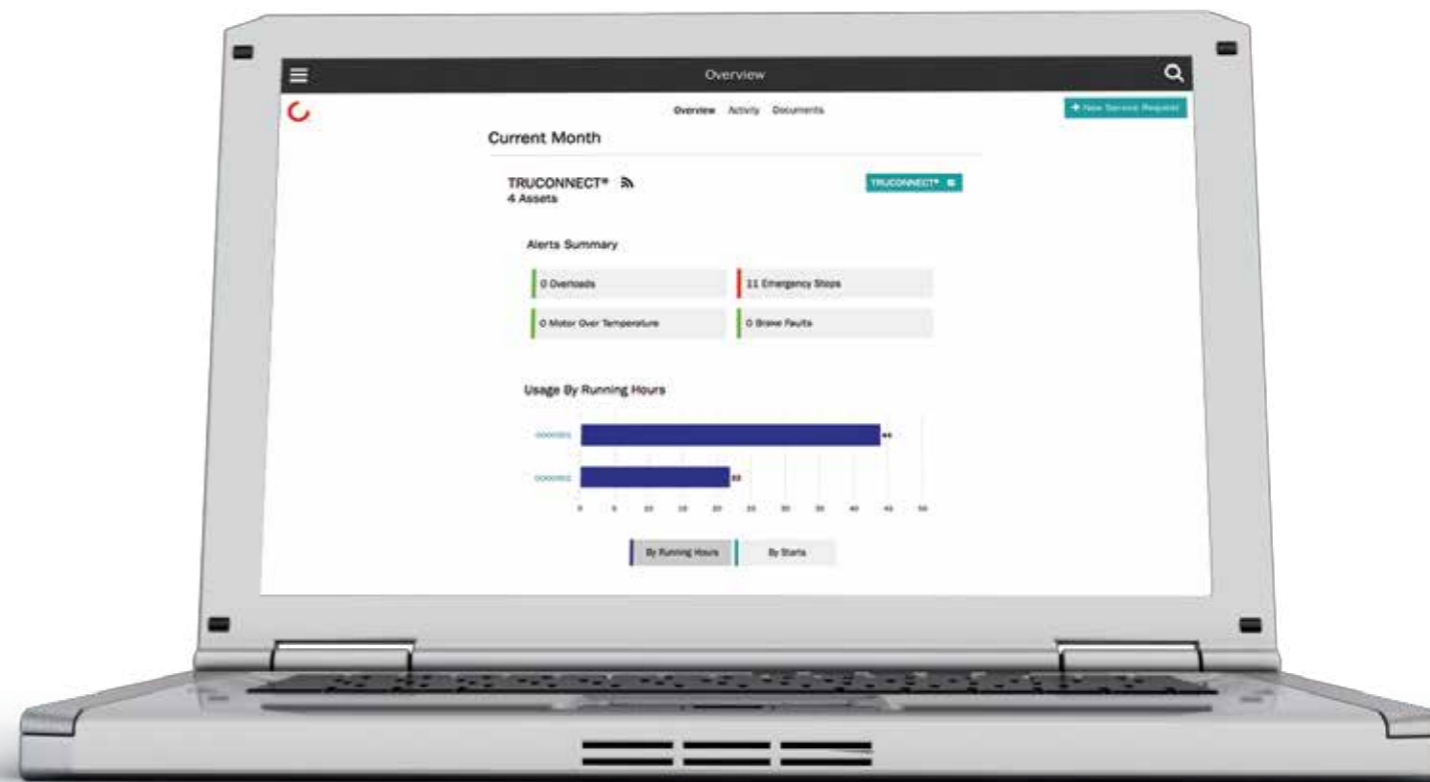 Overview
Overview Activity Documents
+ New Service Request
Current Month
TRUCONNECT®
TRUCONNECT®
4 Assets
Alerts Summary
0 Overloads
11 Emergency Stops
0 Motor Over Temperature
0 Brake Faults
Usage By Running Hours
44
0 5 10 15 20 25 30 35 40 45 50
By Running Hours
By Starts